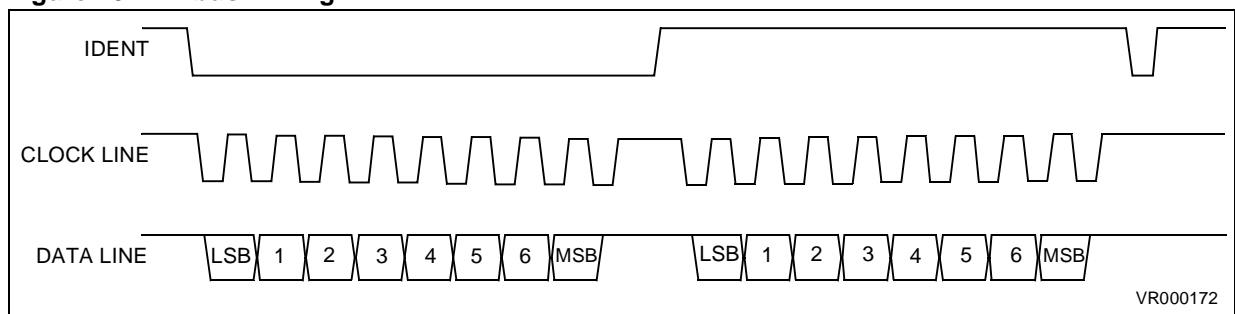 IDENT
CLOCK LINE
DATA LINE LSB 1 2 3 4 5 6 MSB LSB 1 2 3 4 5 6 MSB
VR000172